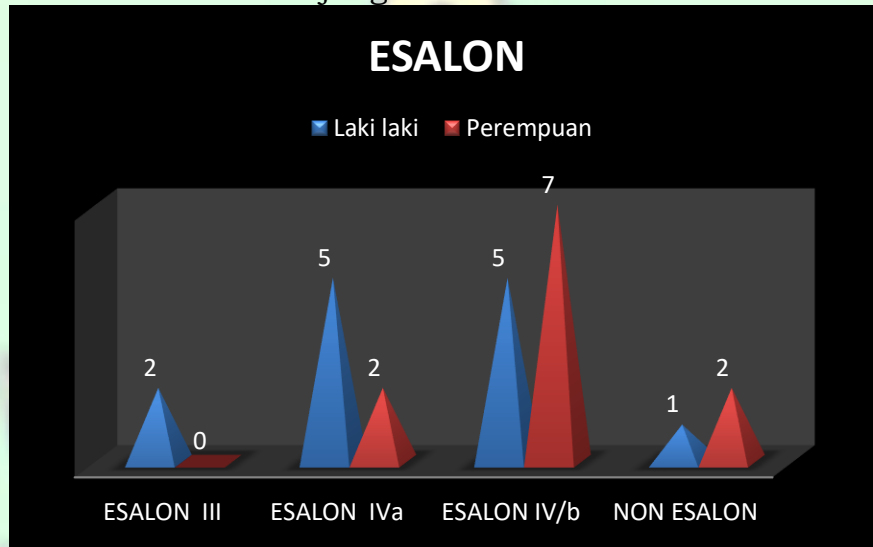 ESALON
Laki laki Perempuan
7
5 5
2 2 2
1
0
ESALON III ESALON IVa ESALON IV/b NON ESALON